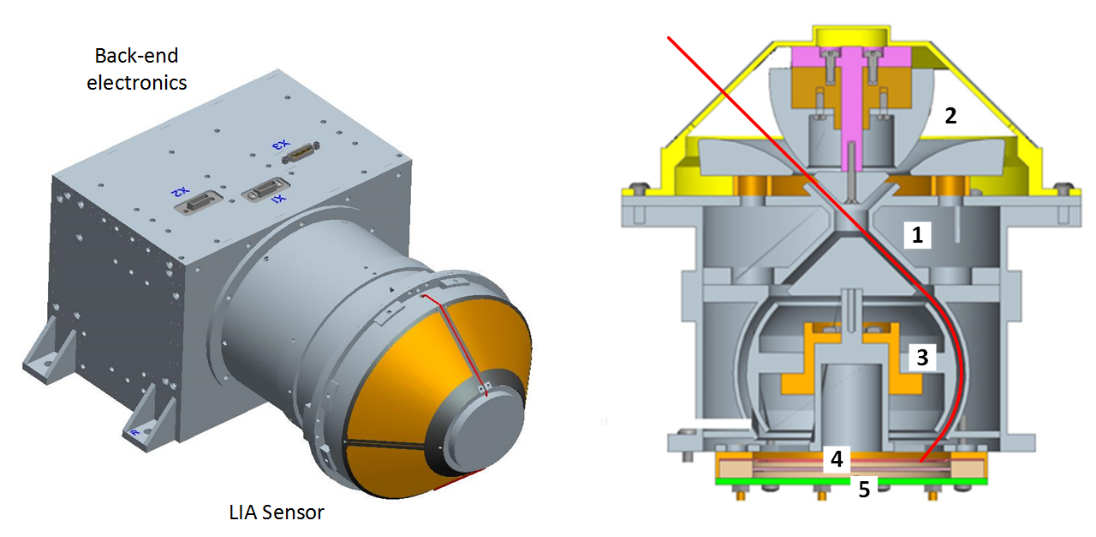 Back-end
electronics
X3
X2
X1
LIA Sensor
2
1
3
4
5